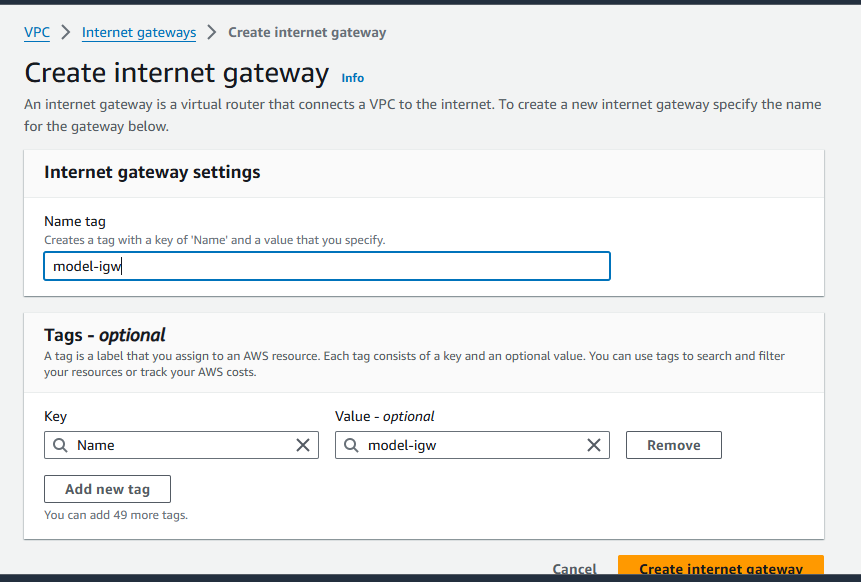 VPC > Internet gateways > Create internet gateway
Create internet gateway Info
An internet gateway is a virtual router that connects a VPC to the internet. To create a new internet gateway specify the name
for the gateway below.
Internet gateway settings
Name tag
Creates a tag with a key of 'Name' and a value that you specify.
model-igw
Tags - optional
A tag is a label that you assign to an AWS resource. Each tag consists of a key and an optional value. You can use tags to search and filter
your resources or track your AWS costs.
Key Value - optional
Name model-igw Remove
Add new tag
You can add 49 more tags.
Cancel Create internet gateway